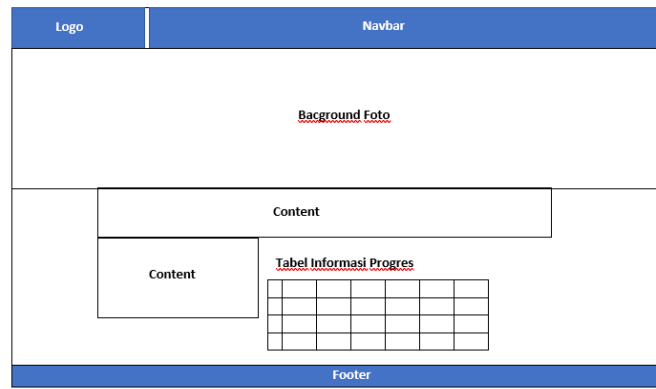 Logo
Navbar
Bacground Foto
Content
Content
Tabel Informasi Progres
Footer